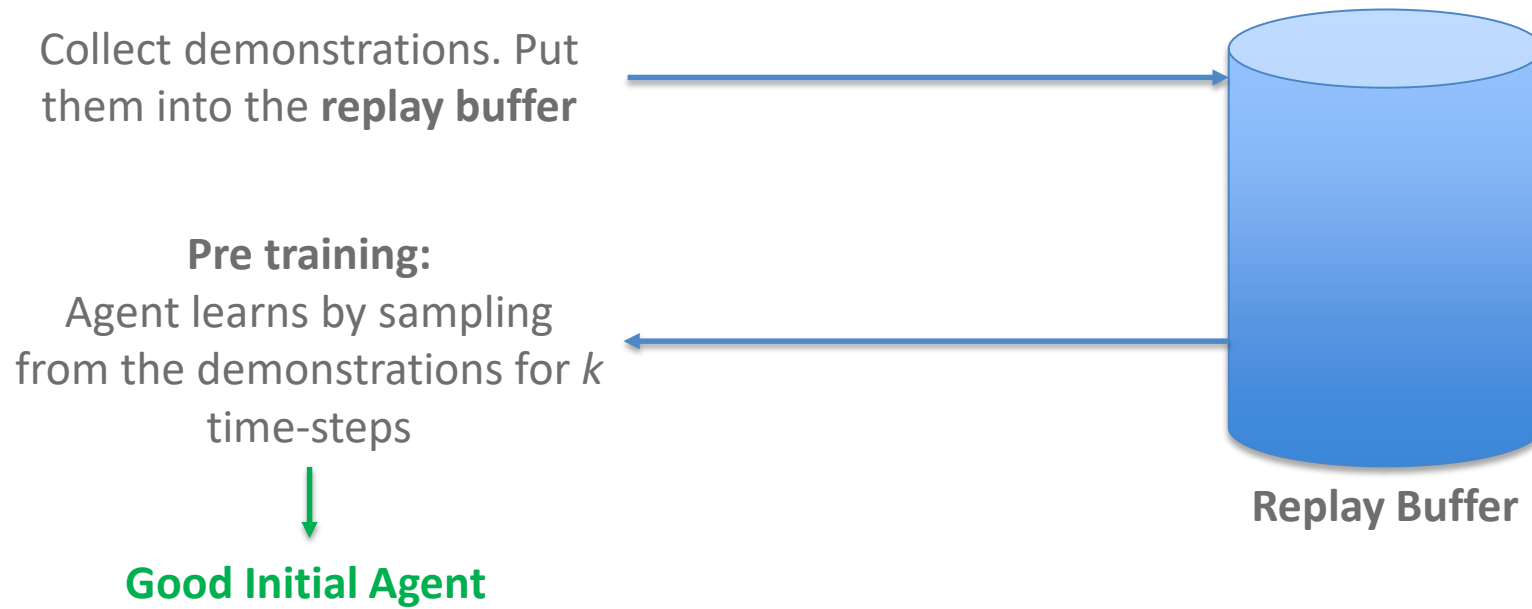 Collect demonstrations. Put
them into the replay buffer
Pre training:
Agent learns by sampling
from the demonstrations for k
time-steps
Good Initial Agent
Replay Buffer